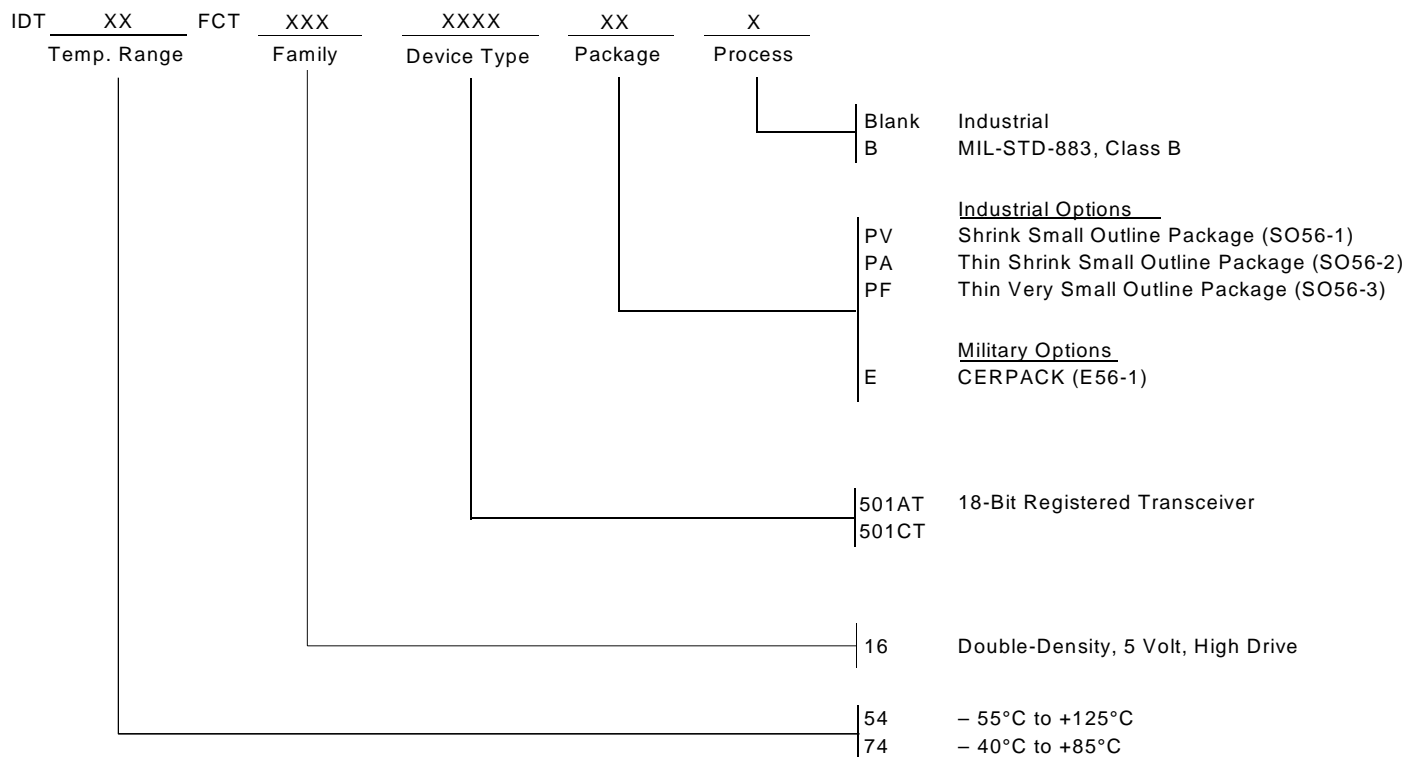 IDT XX FCT XXX XXXX XX X
Temp. Range Family Device Type Package Process
Blank Industrial
B MIL-STD-883, Class B
Industrial Options
PV Shrink Small Outline Package (SO56-1)
PA Thin Shrink Small Outline Package (SO56-2)
PF Thin Very Small Outline Package (SO56-3)
Military Options
E CERPACK (E56-1)
501AT 18-Bit Registered Transceiver
501CT
16 Double-Density, 5 Volt, High Drive
54 – 55°C to +125°C
74 – 40°C to +85°C